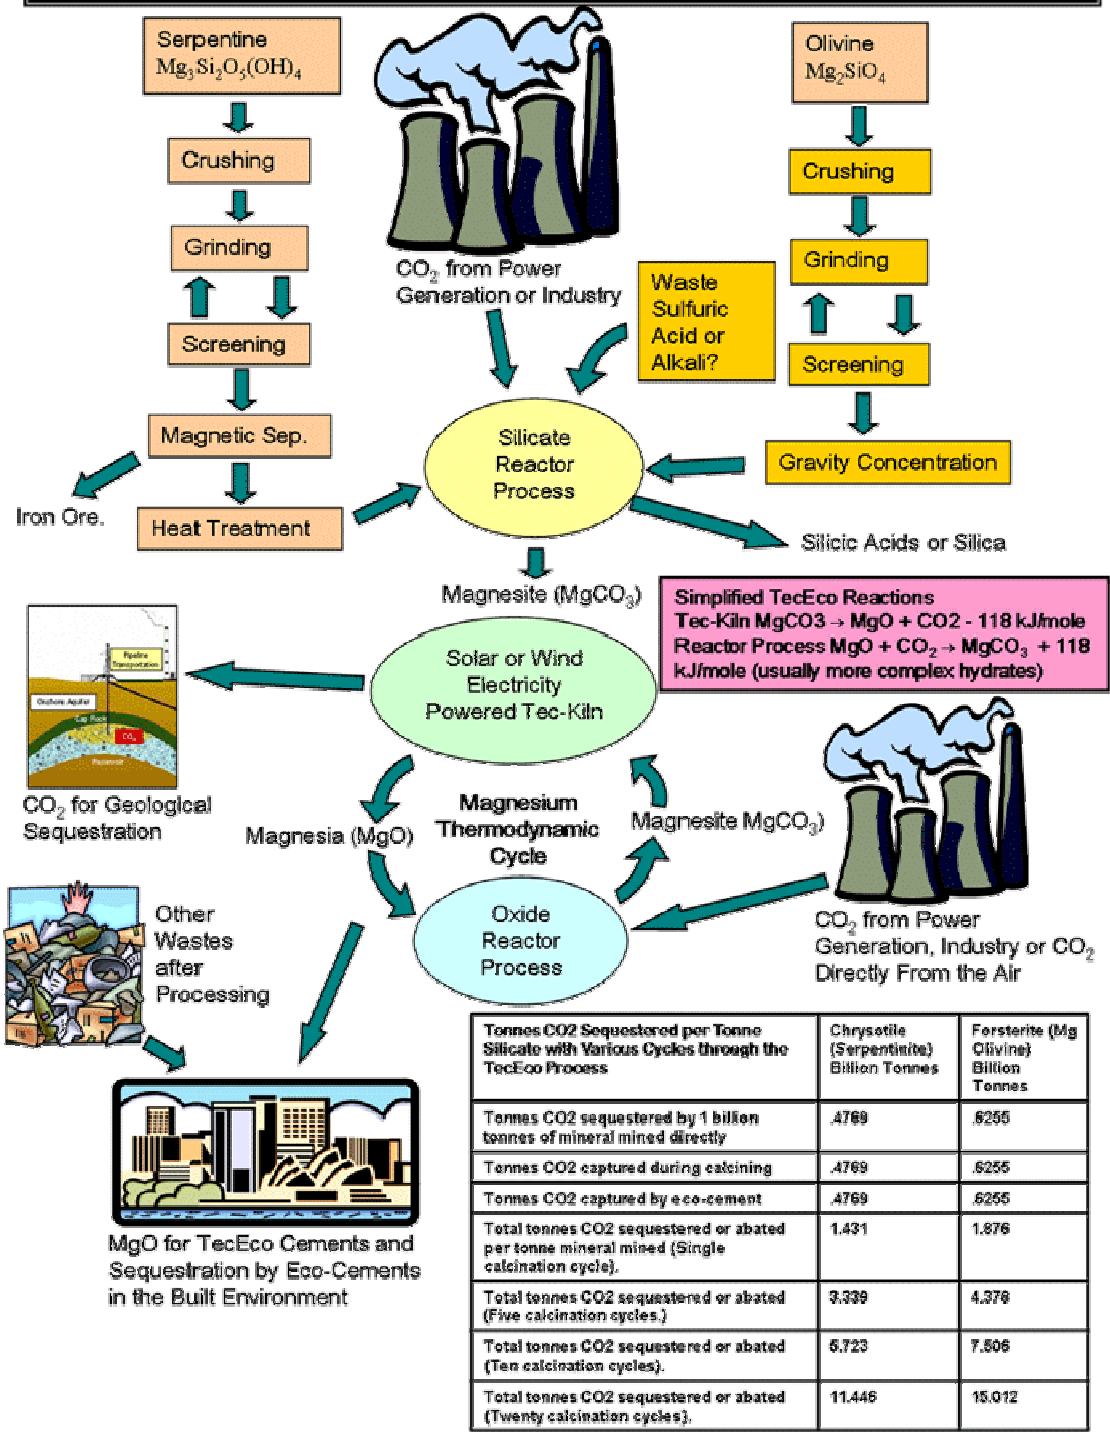 Serpentine
Mg3Si2O5(OH)4
Crushing
Grinding
Screening
Magnetic Sep.
Iron Ore.
Heat Treatment
CO2 from Power
Generation or Industry
Waste
Sulfuric
Acid or
Alkali?
Olivine
Mg2SiO4
Crushing
Grinding
Screening
Gravity Concentration
Silicate
Reactor
Process
Silicic Acids or Silica
Magnesite (MgCO3)
Simplified TecEco Reactions
Tec-Kiln MgCO3 → MgO + CO2 - 118 kJ/mole
Reactor Process MgO + CO2 → MgCO3 + 118
kJ/mole (usually more complex hydrates)
Solar or Wind
Electricity
Powered Tec-Kiln
Pipeline
Transportation
Onshore Aquifer
Cap Rock
CO2
Reservoir
CO2 for Geological
Sequestration
Magnesia (MgO)
Magnesium
Thermodynamic
Cycle
Magnesite MgCO3)
Oxide
Reactor
Process
CO2 from Power
Generation, Industry or CO2
Directly From the Air
Other
Wastes
after
Processing
MgO for TecEco Cements and
Sequestration by Eco-Cements
in the Built Environment
Tonnes CO2 Sequestered per Tonne
Silicate with Various Cycles through the
TecEco Process
Chrysotile
(Serpentinite)
Billion Tonnes
Forsterite (Mg
Olivine)
Billion
Tonnes
Tonnes CO2 sequestered by 1 billion
tonnes of mineral mined directly
.4769
.6255
Tonnes CO2 captured during calcining
.4769
.6255
Tonnes CO2 captured by eco-cement
.4769
.6255
Total tonnes CO2 sequestered or abated
per tonne mineral mined (Single
calcination cycle).
1.431
1.876
Total tonnes CO2 sequestered or abated
(Five calcination cycles.)
3.339
4.378
Total tonnes CO2 sequestered or abated
(Ten calcination cycles).
5.723
7.506
Total tonnes CO2 sequestered or abated
(Twenty calcination cycles).
11.446
15.012